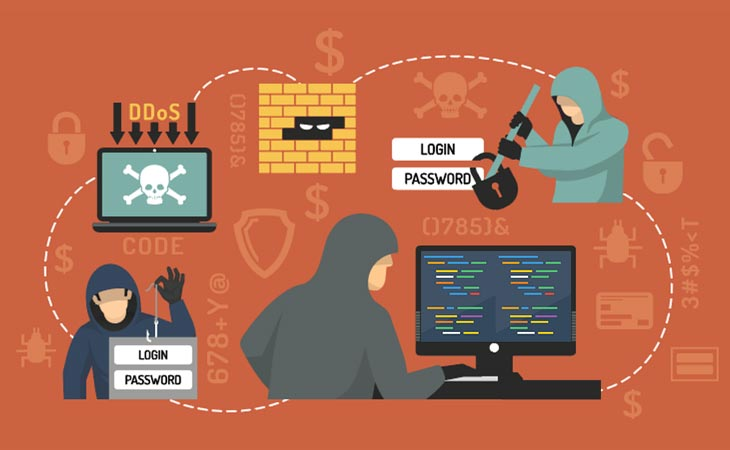 $
DDoS
()785}&
$
LOGIN
PASSWORD
$
()785}&
CODE
$
3#$%<T
678+Y@
LOGIN
PASSWORD
$